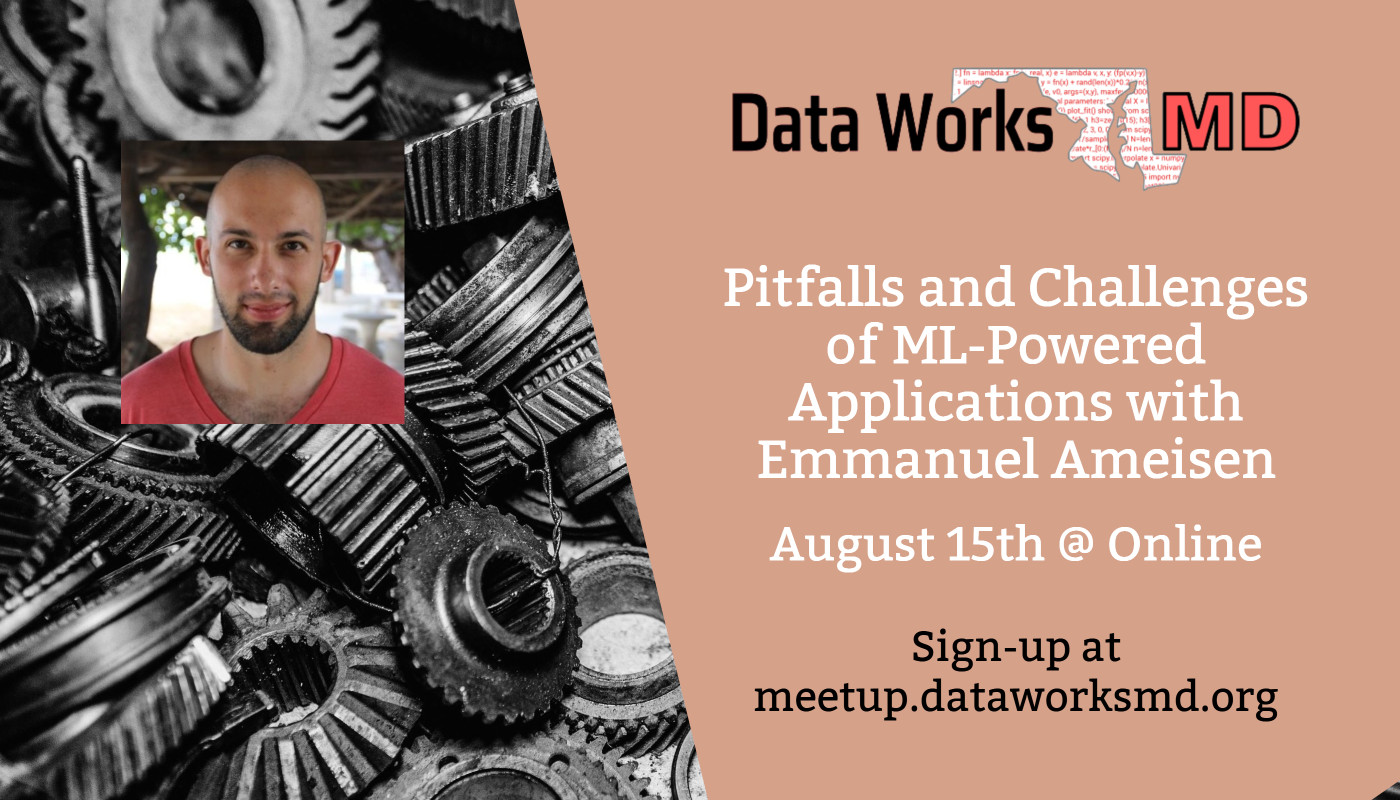 Data Works MD
Pitfalls and Challenges
of ML-Powered
Applications with
Emmanuel Ameisen
August 15th @ Online
Sign-up at
meetup.dataworksmd.org